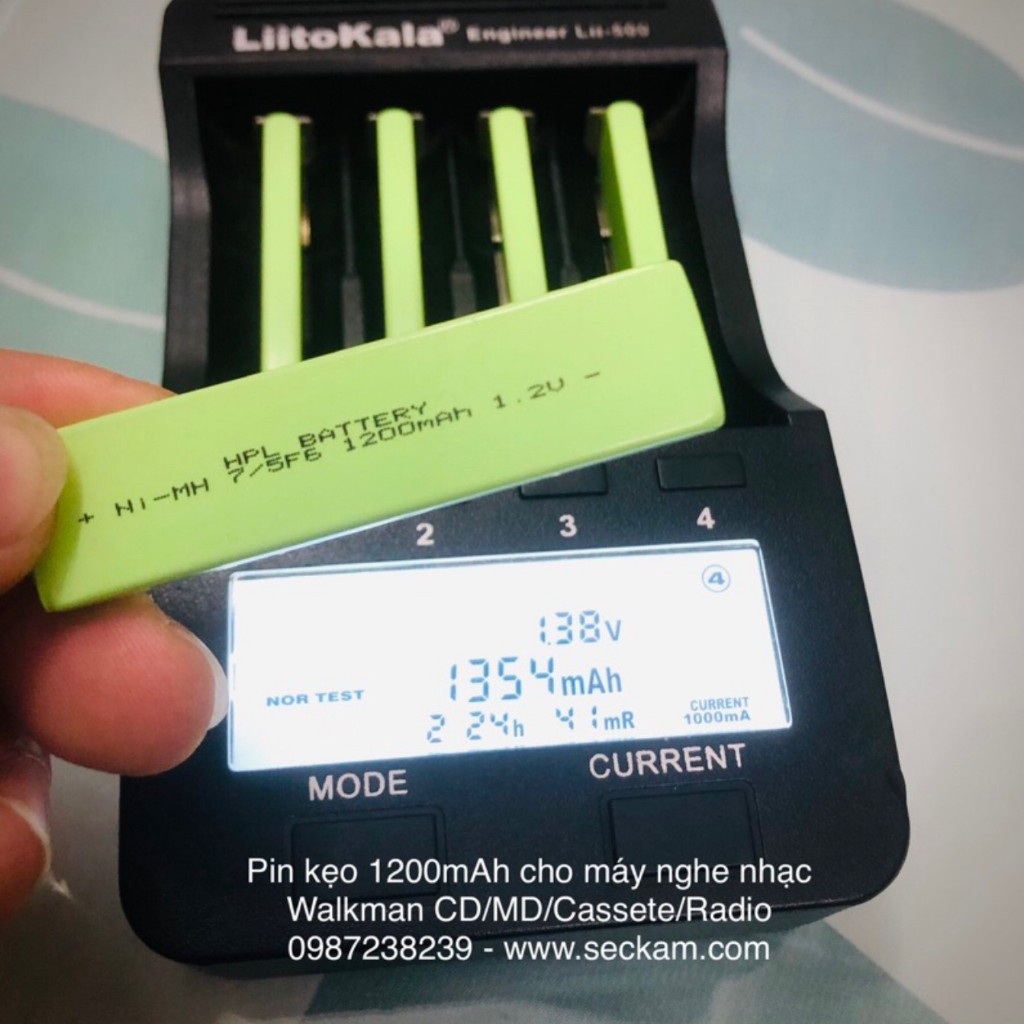 LiitoKala® Engineer Lii-500
HPL BATTERY
7/5F6 1200mAh 1.2V -
+ Ni-MH
2 3 4
4
1.38V
1354mAh
NOR TEST
CURRENT
1000mA
2 24h 41mR
MODE CURRENT
Pin kẹo 1200mAh cho máy nghe nhạc
Walkman CD/MD/Cassete/Radio
0987238239 - www.seckam.com